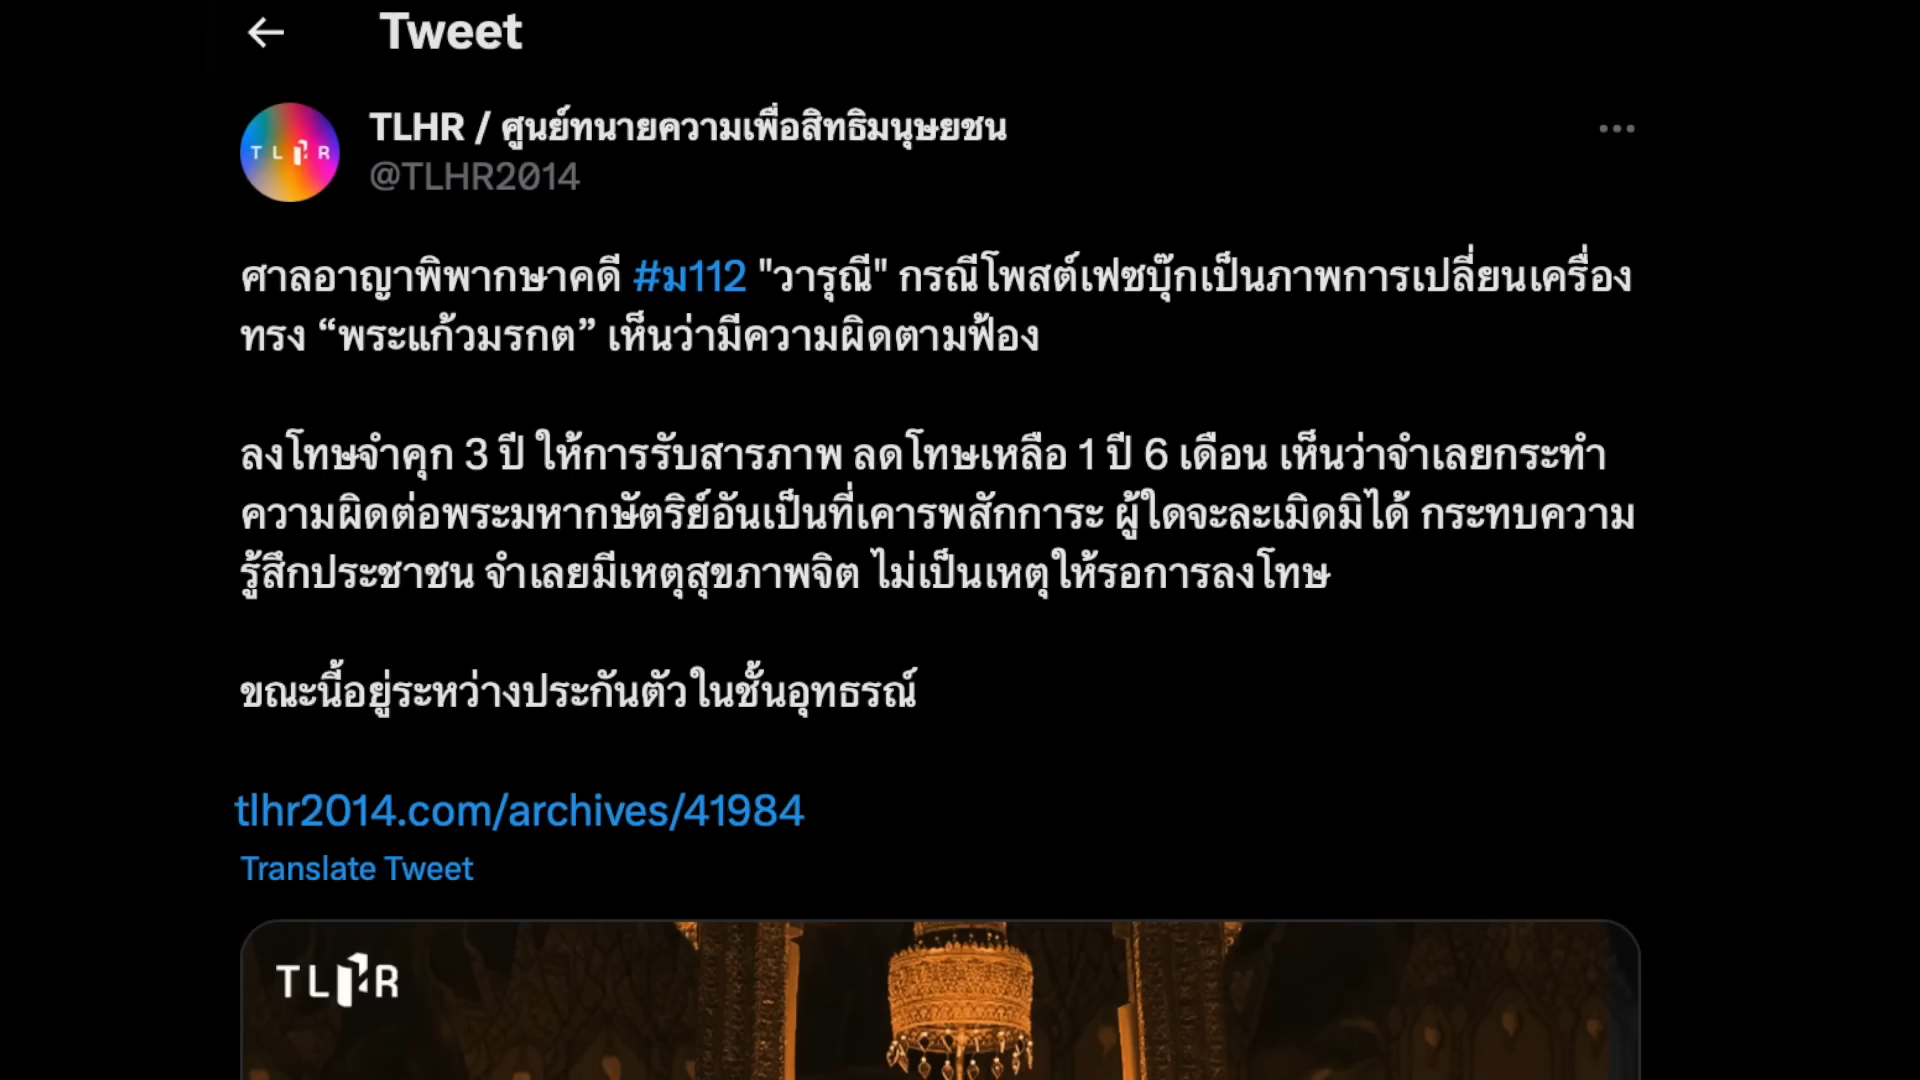 Tweet
TLHR
TLHR / ศูนย์ทนายความเพื่อสิทธิมนุษยชน
@TLHR2014
ศาลอาญาพิพากษาคดี #ม112 "วารุณี" กรณีโพสต์เฟซบุ๊กเป็นภาพการเปลี่ยนเครื่อง
ทรง “พระแก้วมรกต” เห็นว่ามีความผิดตามฟ้อง
ลงโทษจำคุก 3 ปี ให้การรับสารภาพ ลดโทษเหลือ 1 ปี 6 เดือน เห็นว่าจำเลยกระทำ
ความผิดต่อพระมหากษัตริย์อันเป็นที่เคารพสักการะ ผู้ใดจะละเมิดมิได้ กระทบความ
รู้สึกประชาชน จำเลยมีเหตุสุขภาพจิต ไม่เป็นเหตุให้รอการลงโทษ
ขณะนี้อยู่ระหว่างประกันตัวในชั้นอุทธรณ์
tlhr2014.com/archives/41984
Translate Tweet
TLHR